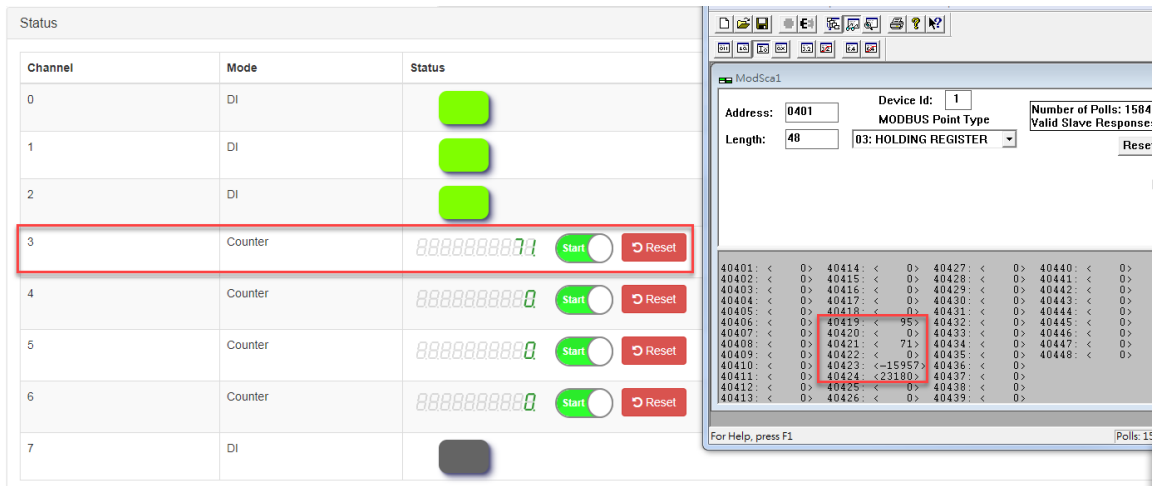 Status
Channel Mode Status
0 DI
1 DI
2 DI
3 Counter 71 Start Reset
4 Counter 0 Start Reset
5 Counter 0 Start Reset
6 Counter 0 Start Reset
7 DI
ModSca1
Address: 0401
Device Id: 1
MODBUS Point Type
Length: 48
03: HOLDING REGISTER
Number of Polls: 1584
Valid Slave Responses
Reset
40401: < 0> 40414: < 0> 40427: < 0> 40440: < 0>
40402: < 0> 40415: < 0> 40428: < 0> 40441: < 0>
40403: < 0> 40416: < 0> 40429: < 0> 40442: < 0>
40404: < 0> 40417: < 0> 40430: < 0> 40443: < 0>
40405: < 0> 40418: < 0> 40431: < 0> 40444: < 0>
40406: < 0> 40419: < 95> 40432: < 0> 40445: < 0>
40407: < 0> 40420: < 0> 40433: < 0> 40446: < 0>
40408: < 0> 40421: < 71> 40434: < 0> 40447: < 0>
40409: < 0> 40422: < 0> 40435: < 0> 40448: < 0>
40410: < 0> 40423: <-15957> 40436: < 0>
40411: < 0> 40424: <23180> 40437: < 0>
40412: < 0> 40425: < 0> 40438: < 0>
40413: < 0> 40426: < 0> 40439: < 0>
For Help, press F1
Polls: 15